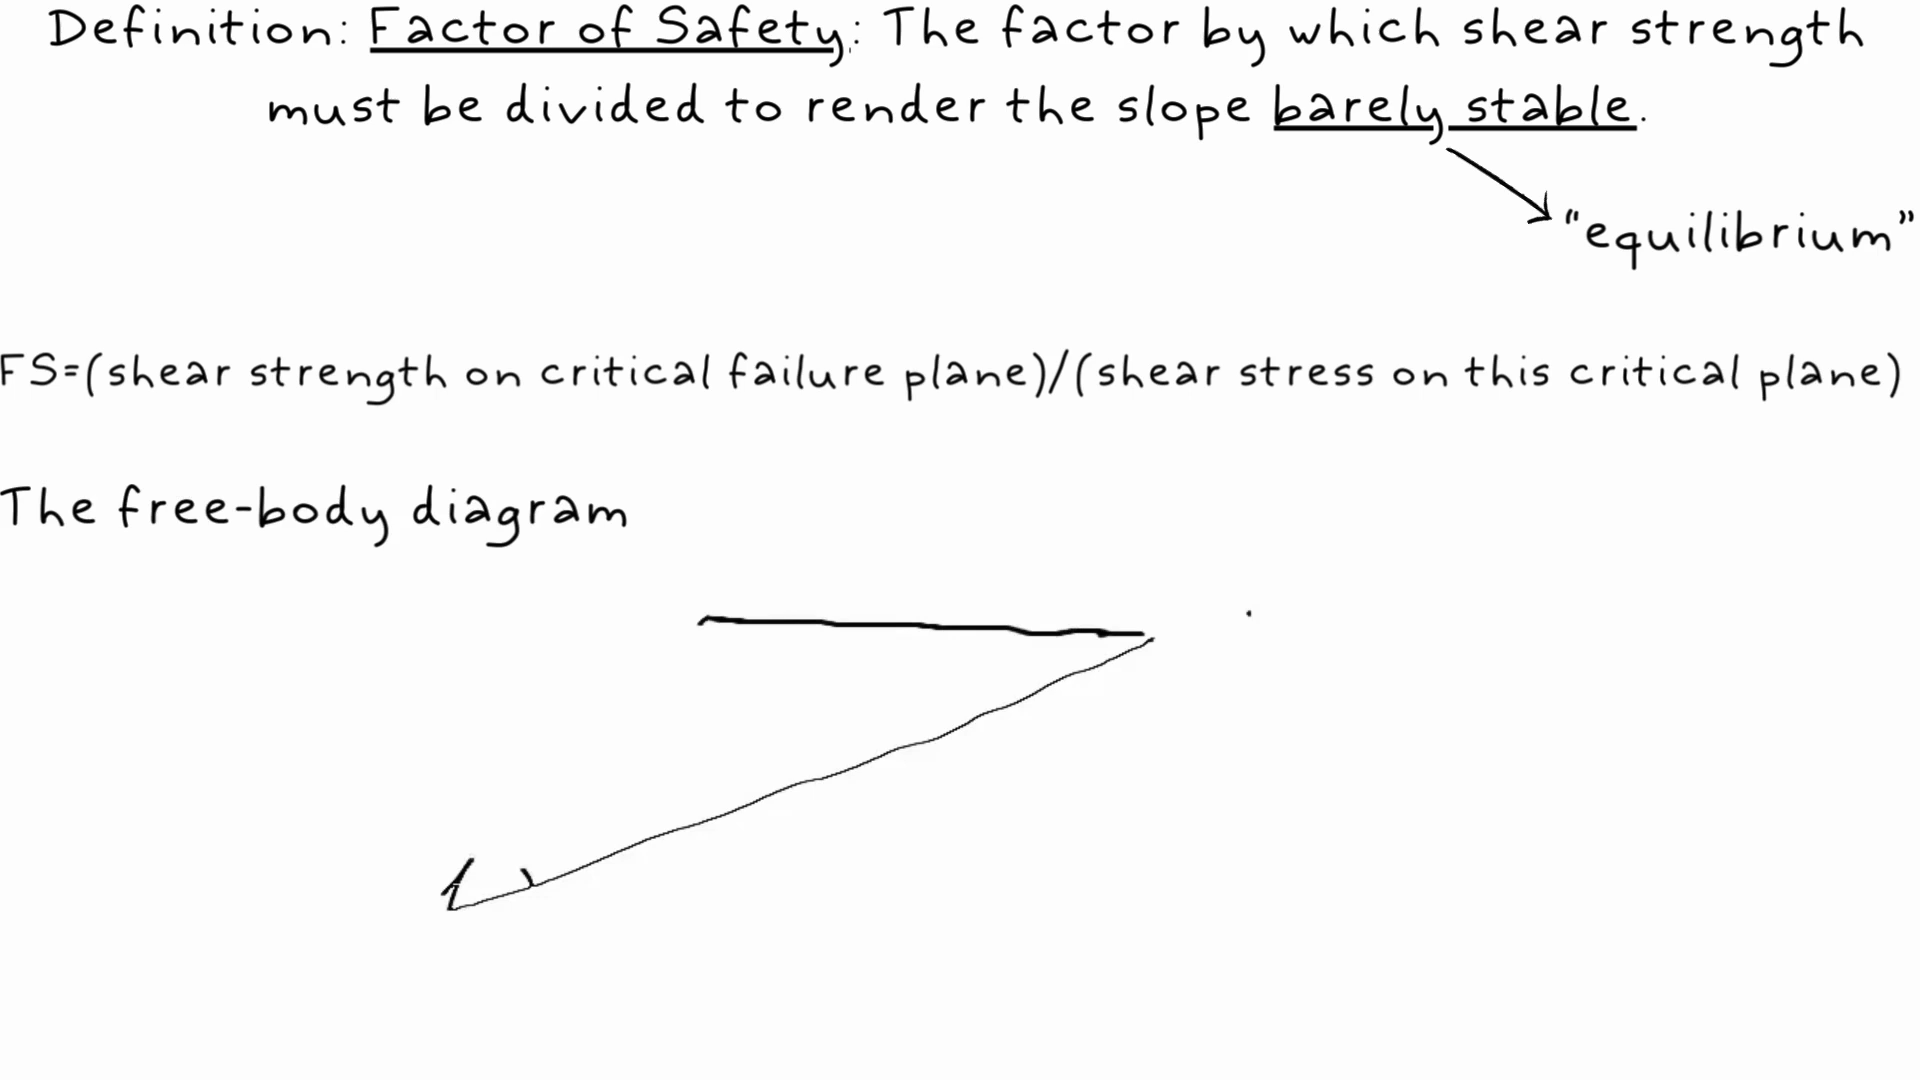 Definition: Factor of Safety: The factor by which shear strength
must be divided to render the slope barely stable.
"equilibrium"
FS=(shear strength on critical failure plane)/(shear stress on this critical plane)
The free-body diagram